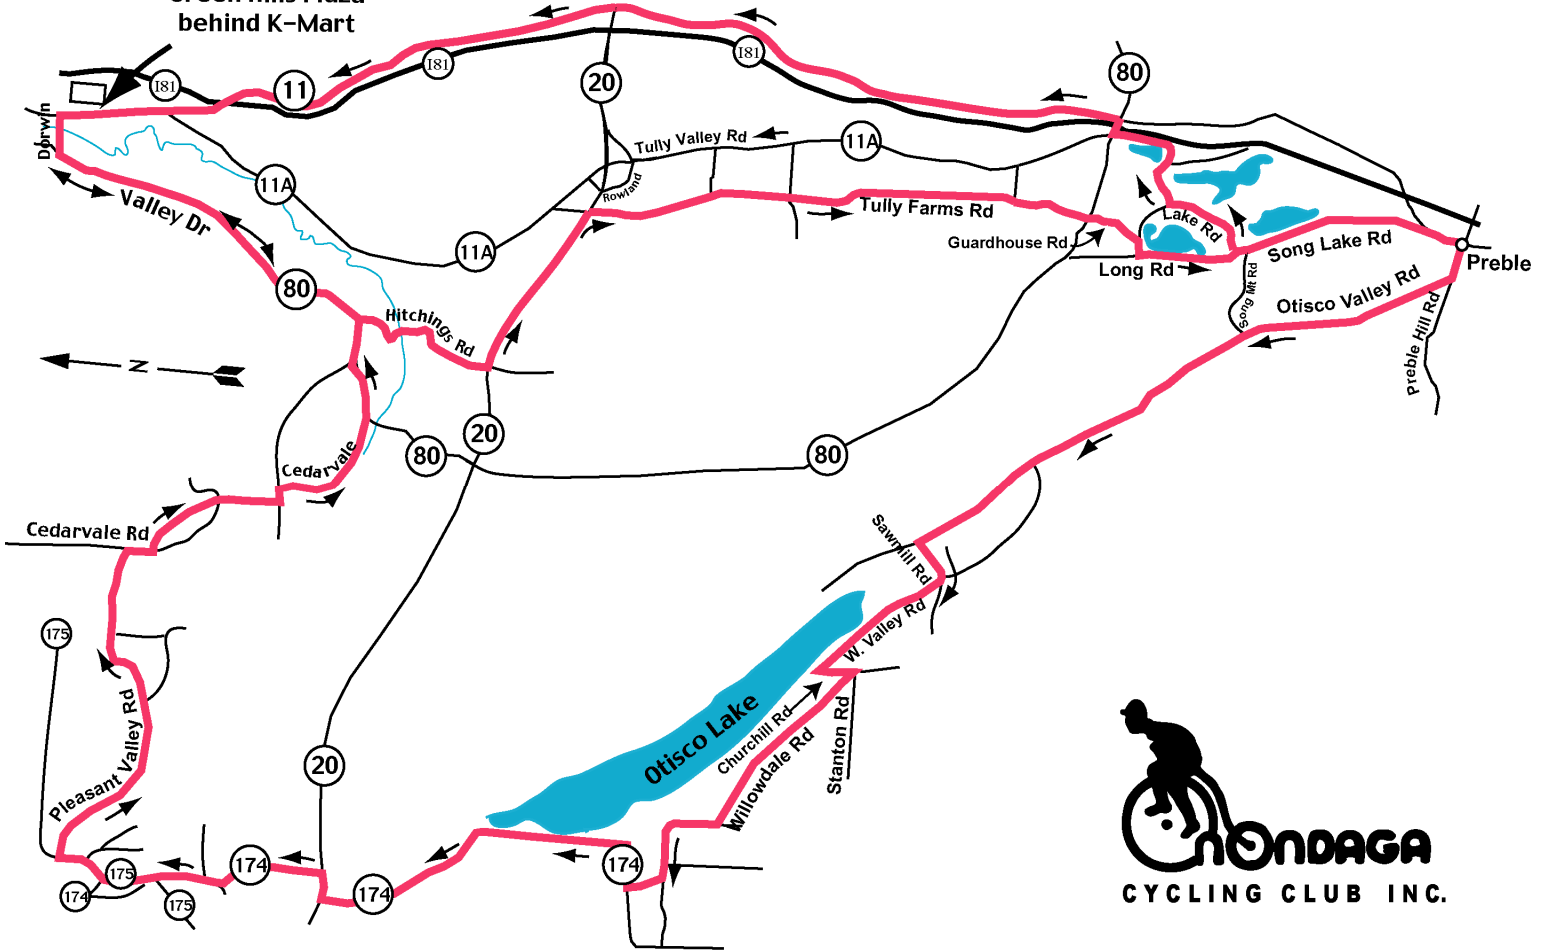 behind K-Mart
I81
11
I81
20
I81
80
Dorwin
11A
Tully Valley Rd
11A
Rowland
Valley Dr
Tully Farms Rd
Lake Rd
Guardhouse Rd
Song Lake Rd
11A
Long Rd
Preble
80
Song Mt Rd
Otisco Valley Rd
Hitchings Rd
Preble Hill Rd
N
20
80
80
Cedarvale
Cedarvale Rd
Sawmill Rd
175
W. Valley Rd
Otisco Lake
Churchill Rd
Willowdale Rd
Stanton Rd
Pleasant Valley Rd
20
174
174
174
175
174
175
OnONDAGA
CYCLING CLUB INC.